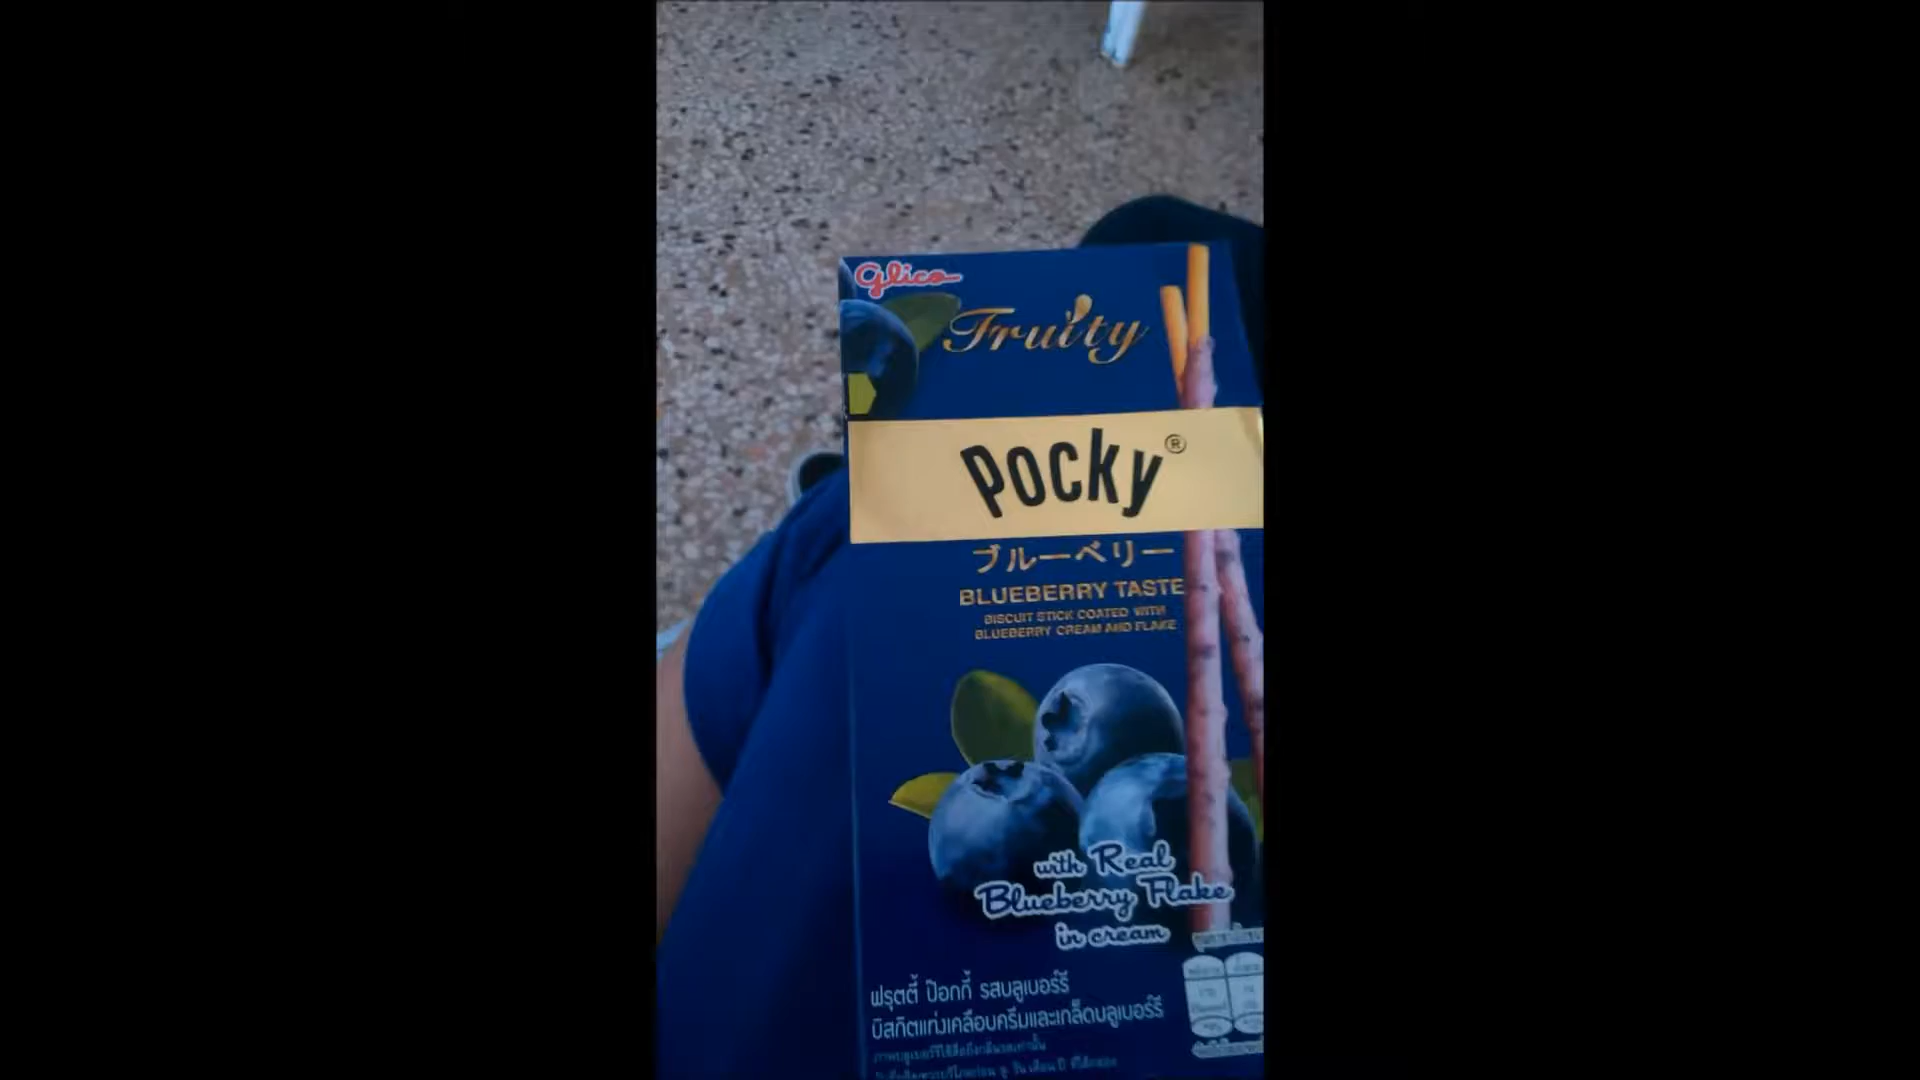 Glico
Fruity
Pocky®
ブルーベリー
BLUEBERRY TASTE
BISCUIT STICK COATED WITH
BLUEBERRY CREAM AND FLAKE
with Real
Blueberry Flake
in cream
ฟรุตตี้ ป๊อกกี้ รสบลูเบอร์รี่
บิสกิตแท่งเคลือบครีมและเกล็ดบลูเบอร์รี่